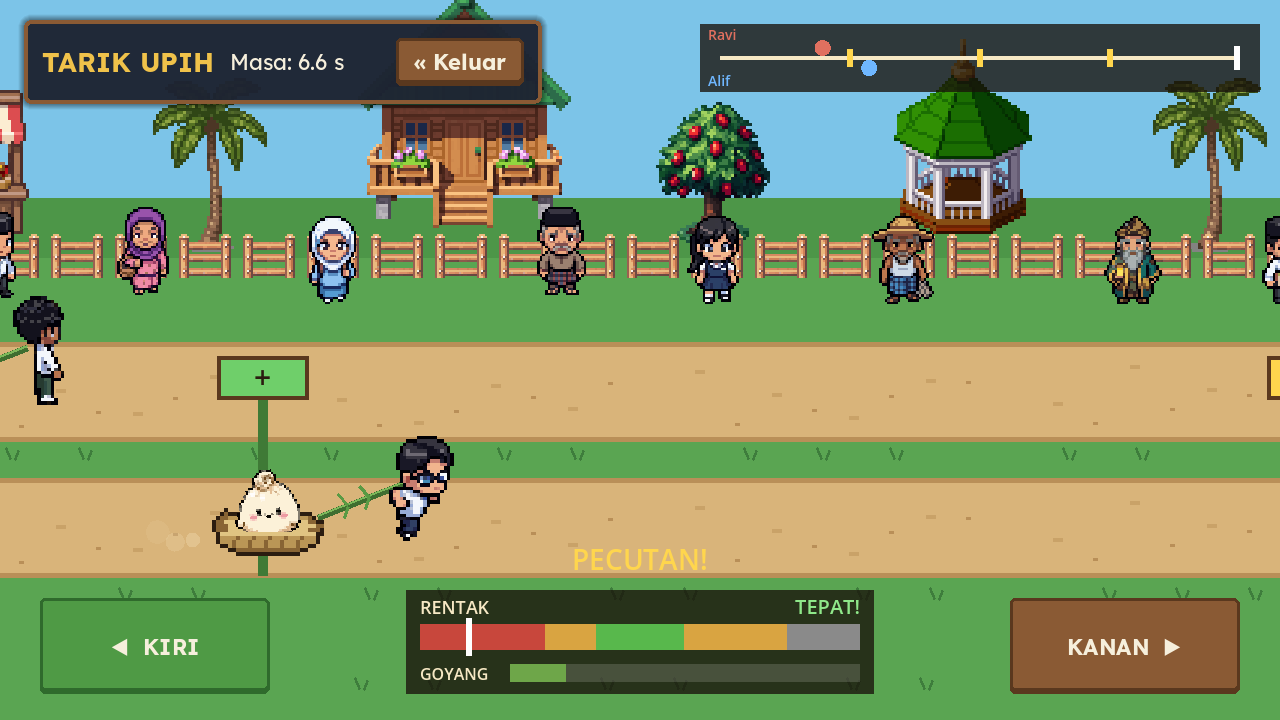 TARIK UPIH
Masa: 6.6 s
« Keluar
Ravi
Alif
+
PECUTAN!
◀ KIRI
RENTAK
TEPAT!
GOYANG
KANAN ▶